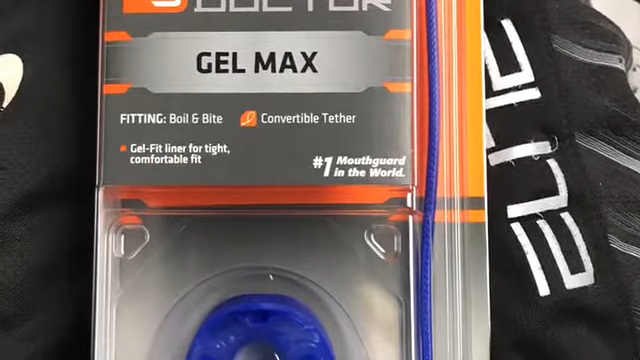 DOCTOR
GEL MAX
FITTING: Boil & Bite
Convertible Tether
Gel-Fit liner for tight,
comfortable fit
#1 Mouthguard
in the World.